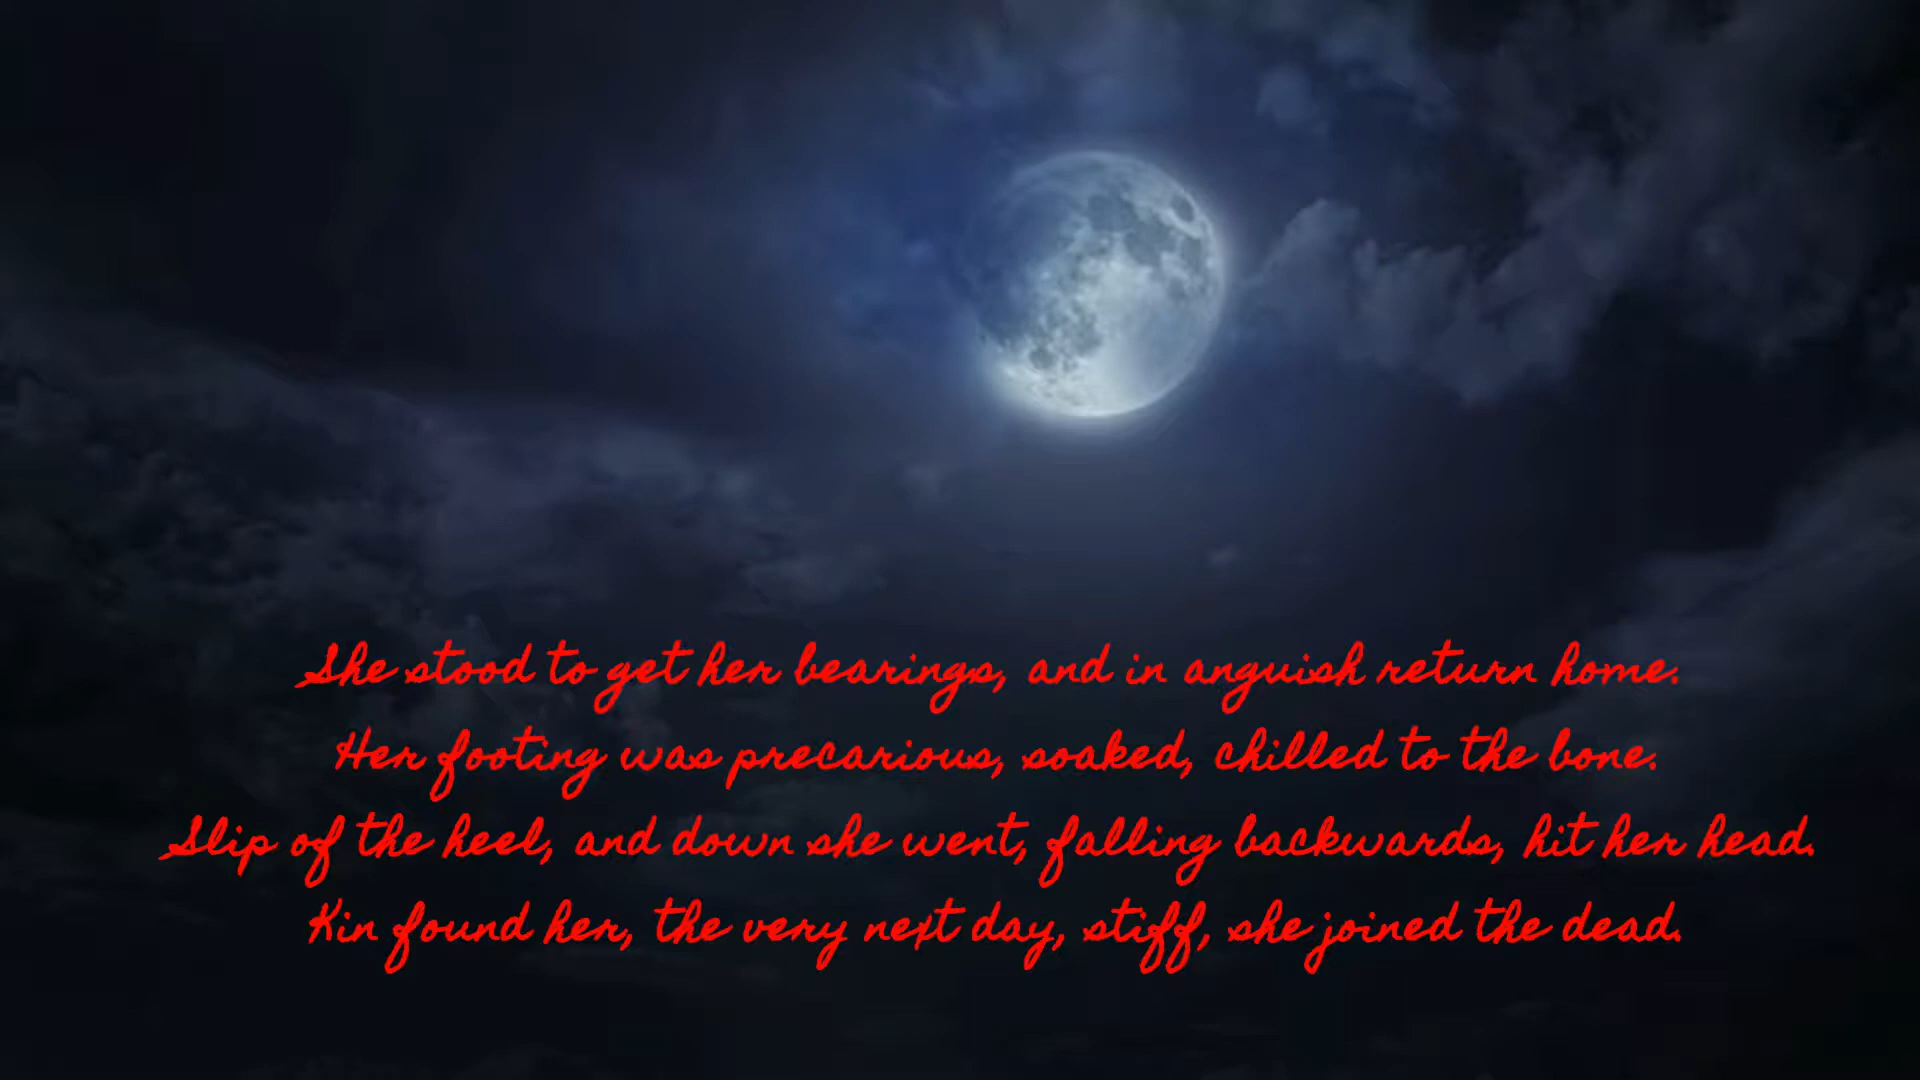 She stood to get her bearings, and in anguish return home.
Her footing was precarious, soaked, chilled to the bone.
Slip of the heel, and down she went, falling backwards, hit her head.
Kin found her, the very next day, stiff, she joined the dead.